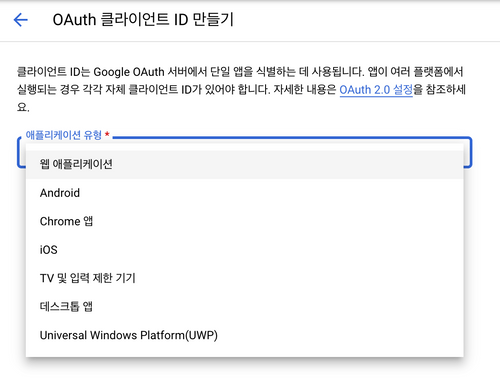 OAuth 클라이언트 ID 만들기
클라이언트 ID는 Google OAuth 서버에서 단일 앱을 식별하는 데 사용됩니다. 앱이 여러 플랫폼에서
실행되는 경우 각각 자체 클라이언트 ID가 있어야 합니다. 자세한 내용은 OAuth 2.0 설정을 참조하세
요.
애플리케이션 유형 *
웹 애플리케이션
Android
Chrome 앱
iOS
TV 및 입력 제한 기기
데스크톱 앱
Universal Windows Platform(UWP)